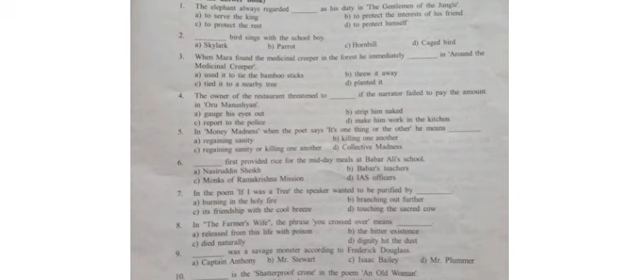 1. The elephant always regarded ______ as his duty in 'The Gentlemen of the Jungle'
a) to serve the king b) to protect the interests of his friend
c) to protect the rest d) to protect himself
2. ______ bird sings with the school boy.
a) Skylark b) Parrot c) Hornbill d) Caged bird
3. When Mara found the medicinal creeper in the forest he immediately ______ in 'Around the
Medicinal Creeper'.
a) used it to tie the bamboo sticks b) threw it away
c) tied it to a nearby tree d) planted it
4. The owner of the restaurant threatened to ______ if the narrator failed to pay the amount
in 'Oru Manushyan'.
a) gauge his eyes out b) strip him naked
c) report to the police d) make him work in the kitchen
5. In 'Money Madness' when the poet says 'It's one thing or the other' he means ______
a) regaining sanity b) killing one another
c) regaining sanity or killing one another d) Collective Madness
6. ______ first provided rice for the mid-day meals at Babar Ali's school.
a) Nasiruddin Sheikh b) Babar's teachers
c) Monks of Ramakrishna Mission d) IAS officers
7. In the poem 'If I was a Tree' the speaker wanted to be purified by ______
a) burning in the holy fire b) branching out further
c) its friendship with the cool breeze d) touching the sacred cow
8. In "The Farmer's Wife", the phrase 'you crossed over' means ______
a) released from this life with poison b) the bitter existence
c) died naturally d) dignity hit the dust
9. ______ was a savage monster according to Frederick Douglass.
a) Captain Anthony b) Mr. Stewart c) Isaac Bailey d) Mr. Plummer
10. ______ is the 'Shatterproof crone' in the poem 'An Old Woman'